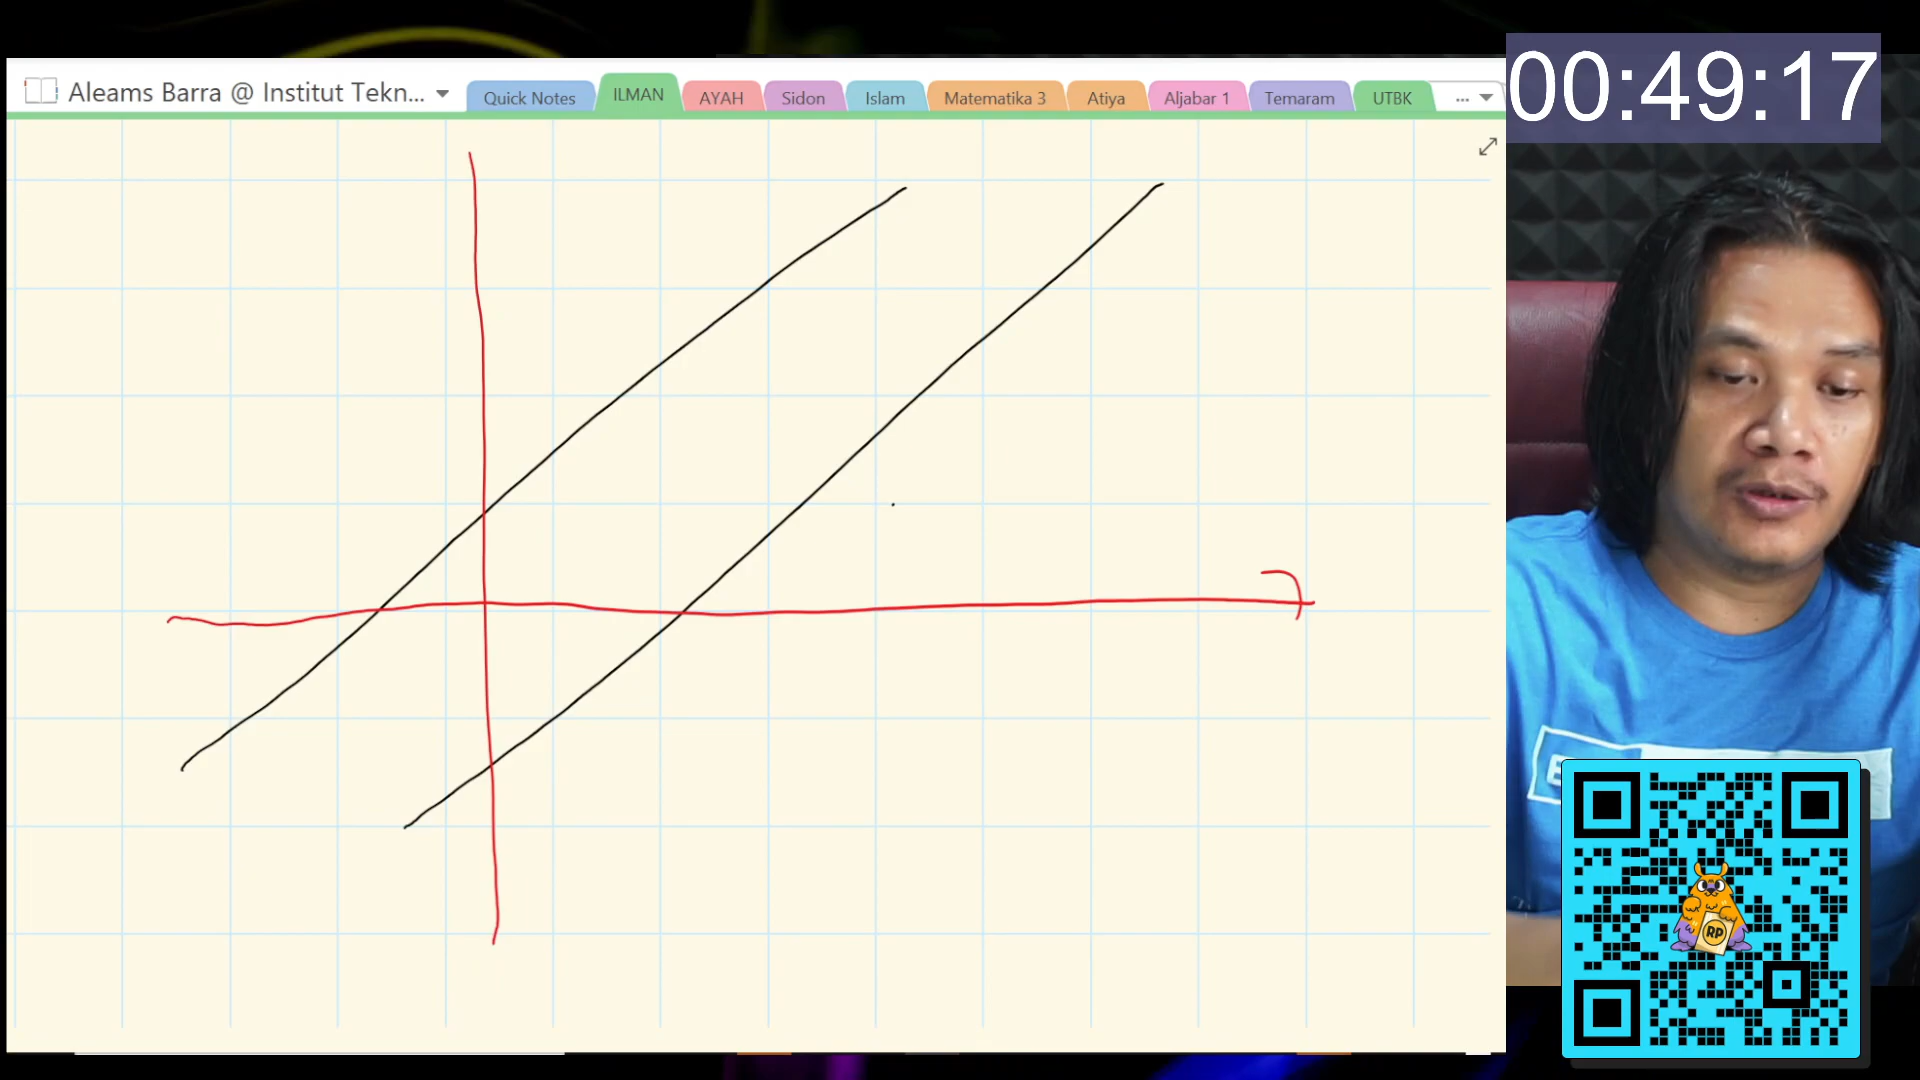 Aleams Barra @ Institut Tekn...
Quick Notes
ILMAN
AYAH
Sidon
Islam
Matematika 3
Atiya
Aljabar 1
Temaram
UTBK
...
00:49:17
RP